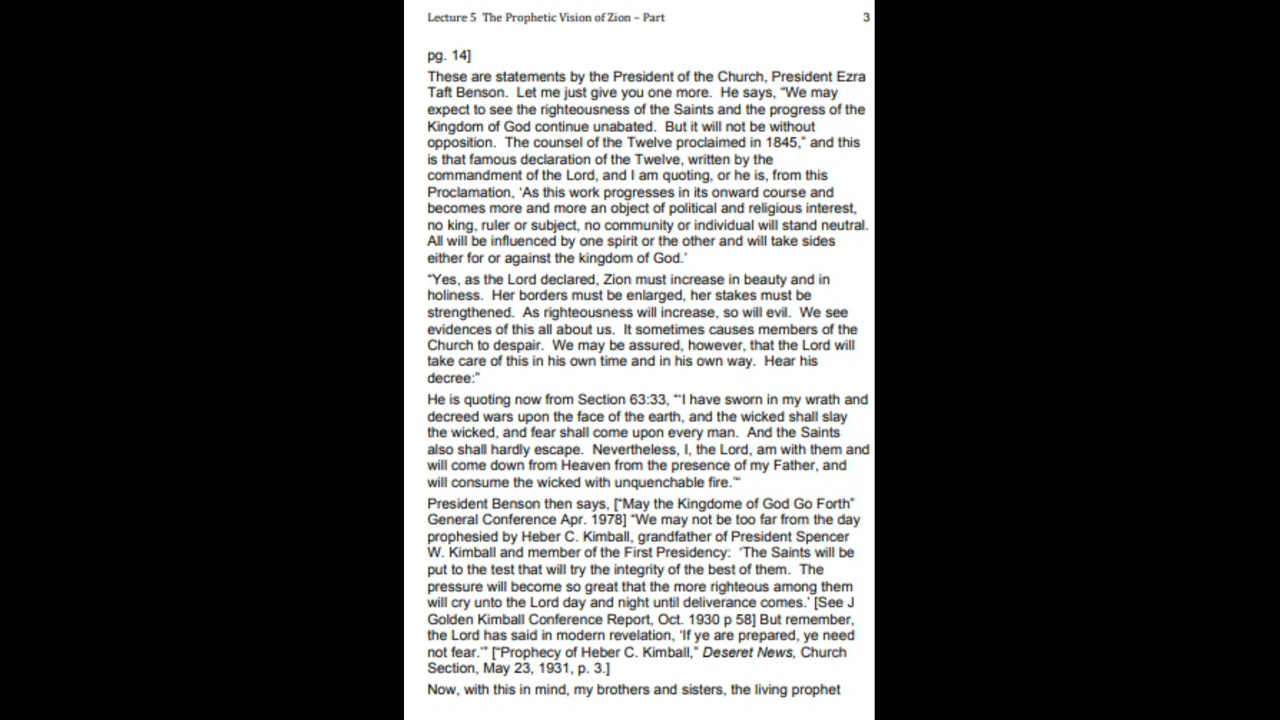 Lecture 5 The Prophetic Vision of Zion – Part 3
pg. 14]
These are statements by the President of the Church, President Ezra
Taft Benson. Let me just give you one more. He says, “We may
expect to see the righteousness of the Saints and the progress of the
Kingdom of God continue unabated. But it will not be without
opposition. The counsel of the Twelve proclaimed in 1845,” and this
is that famous declaration of the Twelve, written by the
commandment of the Lord, and I am quoting, or he is, from this
Proclamation, ‘As this work progresses in its onward course and
becomes more and more an object of political and religious interest,
no king, ruler or subject, no community or individual will stand neutral.
All will be influenced by one spirit or the other and will take sides
either for or against the kingdom of God.’
“Yes, as the Lord declared, Zion must increase in beauty and in
holiness. Her borders must be enlarged, her stakes must be
strengthened. As righteousness will increase, so will evil. We see
evidences of this all about us. It sometimes causes members of the
Church to despair. We may be assured, however, that the Lord will
take care of this in his own time and in his own way. Hear his
decree:”
He is quoting now from Section 63:33, “‘I have sworn in my wrath and
decreed wars upon the face of the earth, and the wicked shall slay
the wicked, and fear shall come upon every man. And the Saints
also shall hardly escape. Nevertheless, I, the Lord, am with them and
will come down from Heaven from the presence of my Father, and
will consume the wicked with unquenchable fire.’“
President Benson then says, [“May the Kingdome of God Go Forth”
General Conference Apr. 1978] “We may not be too far from the day
prophesied by Heber C. Kimball, grandfather of President Spencer
W. Kimball and member of the First Presidency: ‘The Saints will be
put to the test that will try the integrity of the best of them. The
pressure will become so great that the more righteous among them
will cry unto the Lord day and night until deliverance comes.’ [See J
Golden Kimball Conference Report, Oct. 1930 p 58] But remember,
the Lord has said in modern revelation, ‘If ye are prepared, ye need
not fear.’” [“Prophecy of Heber C. Kimball,” Deseret News, Church
Section, May 23, 1931, p. 3.]
Now, with this in mind, my brothers and sisters, the living prophet